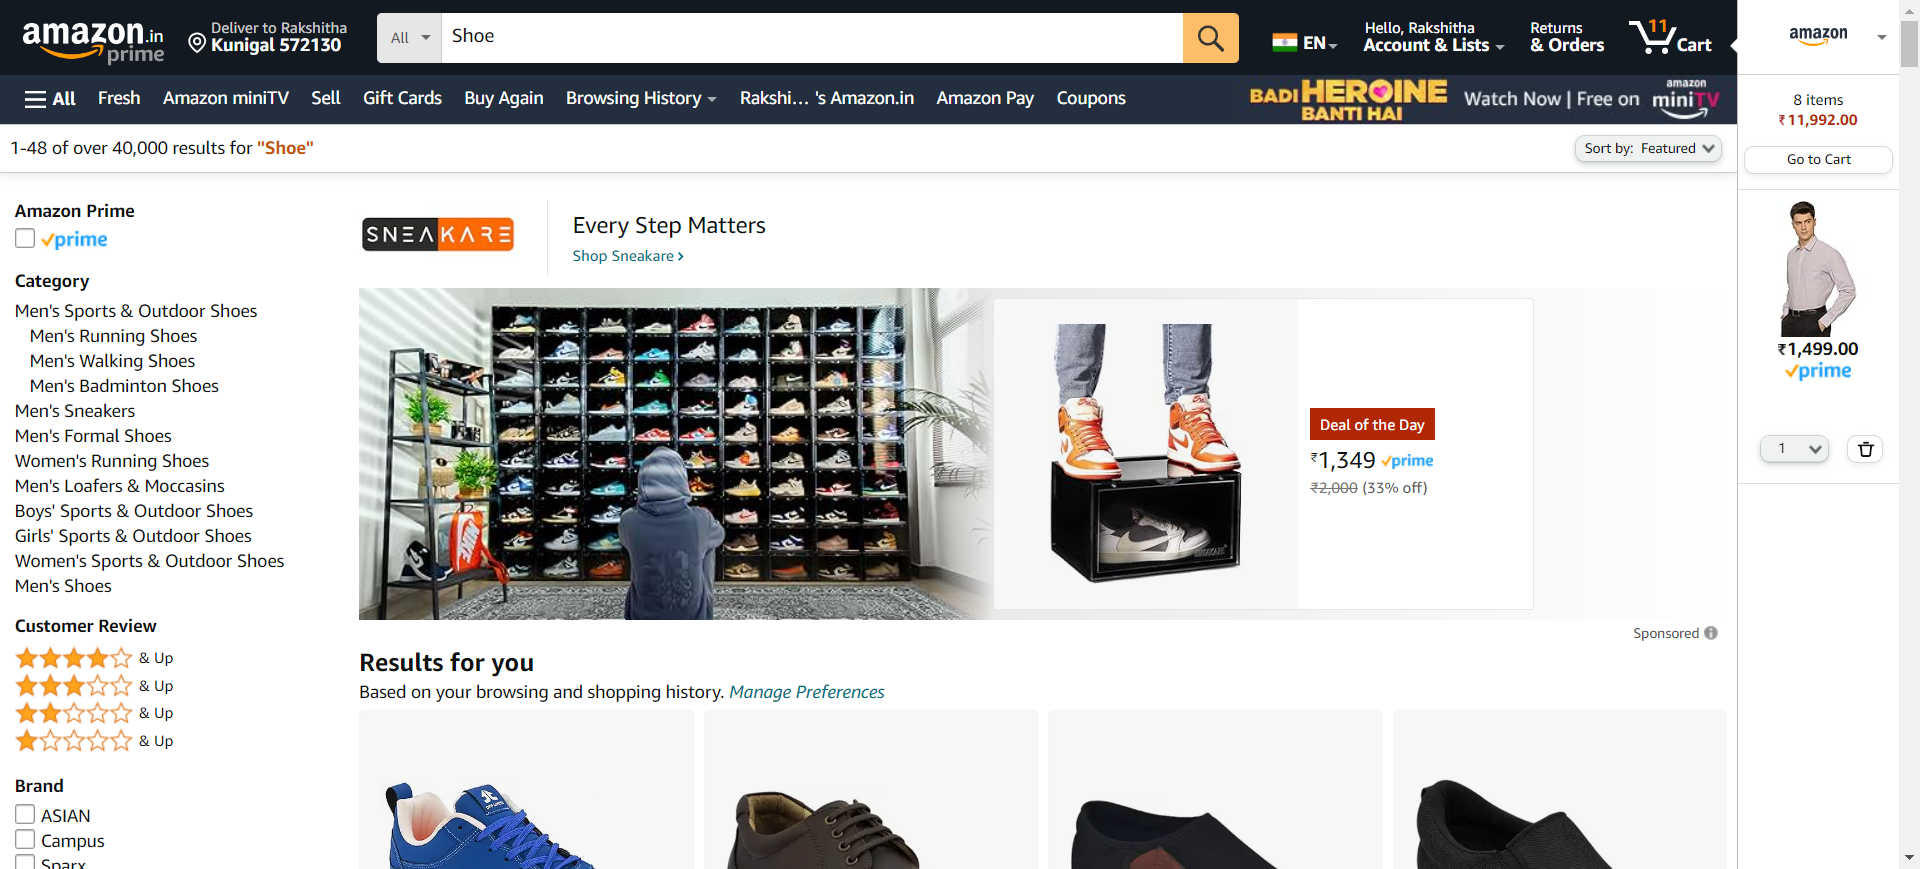 amazon.in
prime
Deliver to Rakshitha
Kunigal 572130
All
Shoe
EN
Hello, Rakshitha
Account & Lists
Returns
& Orders
11
Cart
All
Fresh
Amazon miniTV
Sell
Gift Cards
Buy Again
Browsing History
Rakshi... 's Amazon.in
Amazon Pay
Coupons
BADI HEROINE
BANTI HAI
Watch Now | Free on
amazon
miniTV
1-48 of over 40,000 results for "Shoe"
Sort by: Featured
Amazon Prime
prime
Category
Men's Sports & Outdoor Shoes
Men's Running Shoes
Men's Walking Shoes
Men's Badminton Shoes
Men's Sneakers
Men's Formal Shoes
Women's Running Shoes
Men's Loafers & Moccasins
Boys' Sports & Outdoor Shoes
Girls' Sports & Outdoor Shoes
Women's Sports & Outdoor Shoes
Men's Shoes
Customer Review
& Up
& Up
& Up
& Up
Brand
ASIAN
Campus
Sparx
SNEAKARE
Every Step Matters
Shop Sneakare ›
SNEAKARE
Deal of the Day
₹1,349 prime
₹2,000 (33% off)
Sponsored
Results for you
Based on your browsing and shopping history. Manage Preferences
amazon
8 items
₹11,992.00
Go to Cart
₹1,499.00
prime
1